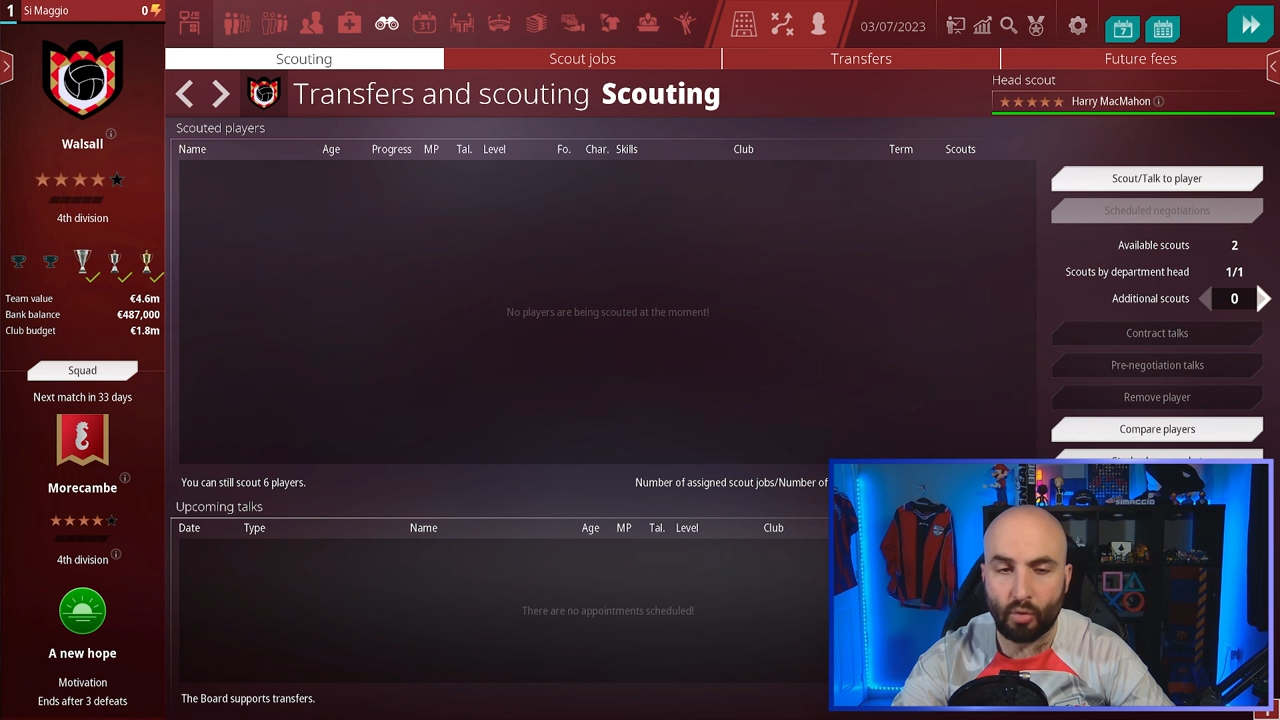 1 Si Maggio 0
03/07/2023
7
Scouting Scout jobs Transfers Future fees
Transfers and scouting Scouting
Head scout
Harry MacMahon
Walsall
4th division
Team value €4.6m
Bank balance €487,000
Club budget €1.8m
Squad
Next match in 33 days
Morecambe
4th division
A new hope
Motivation
Ends after 3 defeats
Scouted players
Name Age Progress MP Tal. Level Fo. Char. Skills Club Term Scouts
No players are being scouted at the moment!
You can still scout 6 players. Number of assigned scout jobs/Number of
Upcoming talks
Date Type Name Age MP Tal. Level Club
There are no appointments scheduled!
The Board supports transfers.
Scout/Talk to player
Scheduled negotiations
Available scouts 2
Scouts by department head 1/1
Additional scouts 0
Contract talks
Pre-negotiation talks
Remove player
Compare players
SIMAGGIO